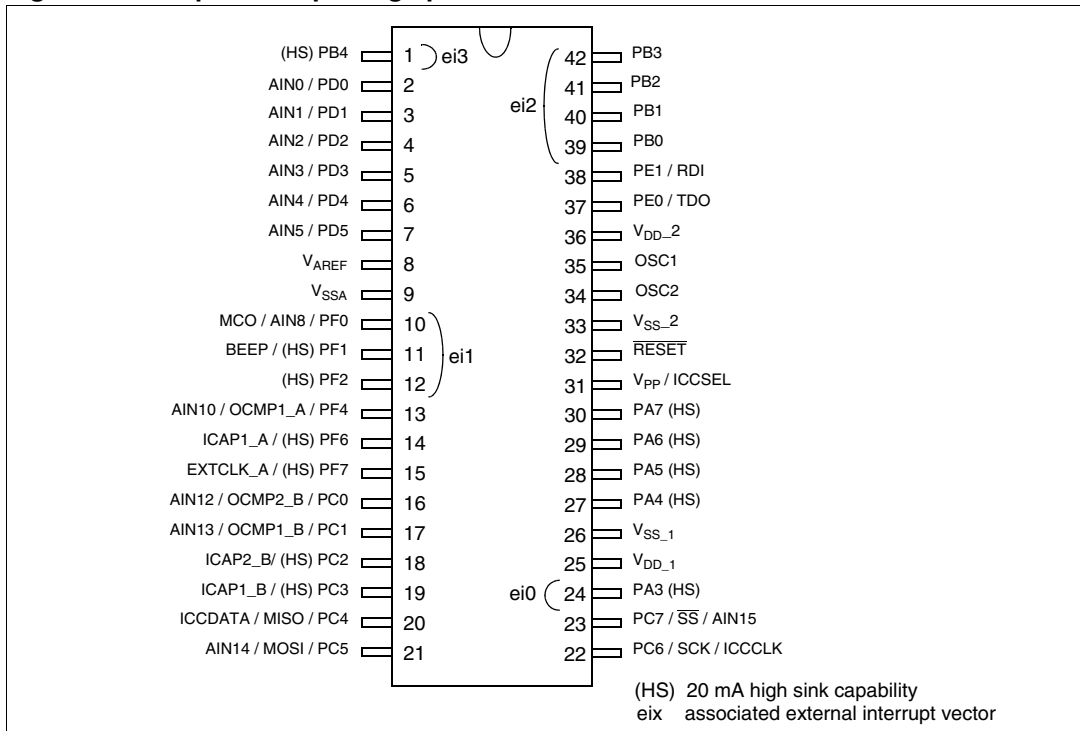 (HS) PB4 1 ei3
AIN0 / PD0 2
AIN1 / PD1 3
AIN2 / PD2 4
AIN3 / PD3 5
AIN4 / PD4 6
AIN5 / PD5 7
VAREF 8
VSSA 9
MCO / AIN8 / PF0 10
BEEP / (HS) PF1 11 ei1
(HS) PF2 12
AIN10 / OCMP1_A / PF4 13
ICAP1_A / (HS) PF6 14
EXTCLK_A / (HS) PF7 15
AIN12 / OCMP2_B / PC0 16
AIN13 / OCMP1_B / PC1 17
ICAP2_B/ (HS) PC2 18
ICAP1_B / (HS) PC3 19
ICCDATA / MISO / PC4 20
AIN14 / MOSI / PC5 21
42 PB3
ei2 41 PB2
40 PB1
39 PB0
38 PE1 / RDI
37 PE0 / TDO
36 VDD_2
35 OSC1
34 OSC2
33 VSS_2
32 RESET
31 VPP / ICCSEL
30 PA7 (HS)
29 PA6 (HS)
28 PA5 (HS)
27 PA4 (HS)
26 VSS_1
25 VDD_1
ei0 24 PA3 (HS)
23 PC7 / SS / AIN15
22 PC6 / SCK / ICCCLK
(HS) 20 mA high sink capability
eix associated external interrupt vector